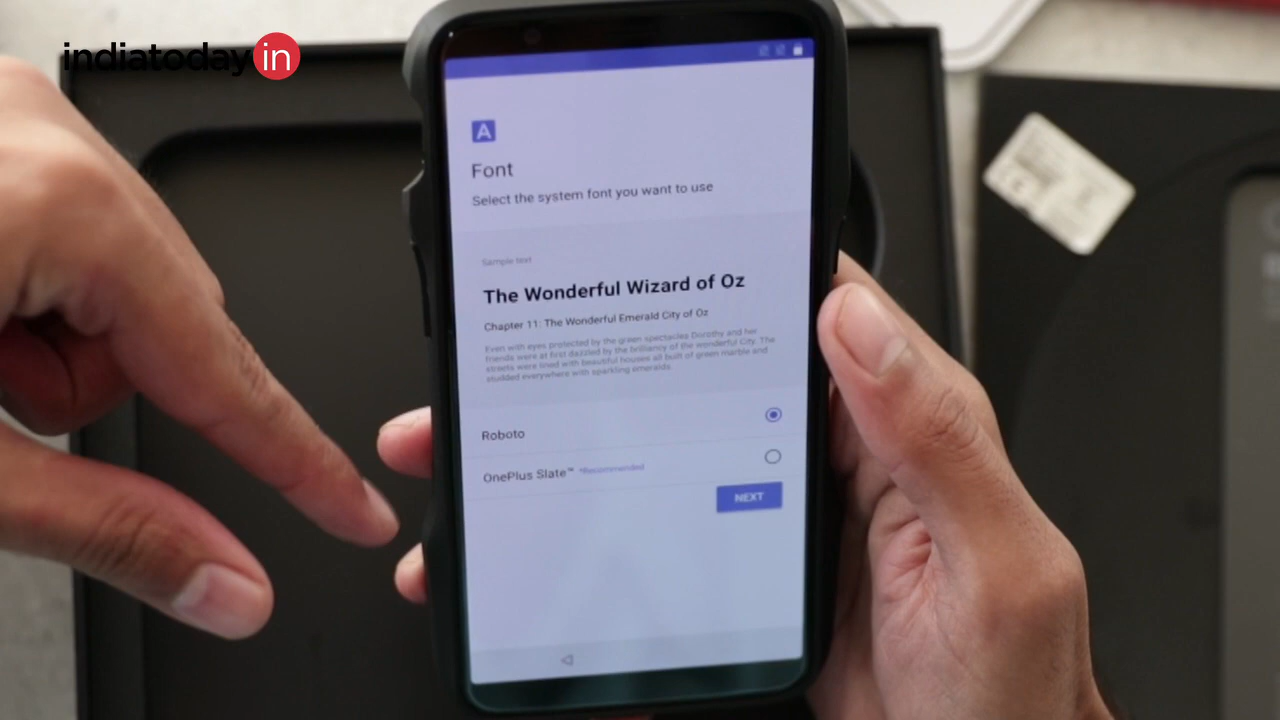 indiatoday in
A
Font
Select the system font you want to use
Sample text
The Wonderful Wizard of Oz
Chapter 11: The Wonderful Emerald City of Oz
Even with eyes protected by the green spectacles Dorothy and her
friends were at first dazzled by the brilliancy of the wonderful City. The
streets were lined with beautiful houses all built of green marble and
studded everywhere with sparkling emeralds
Roboto
OnePlus Slate™ *Recommended
NEXT